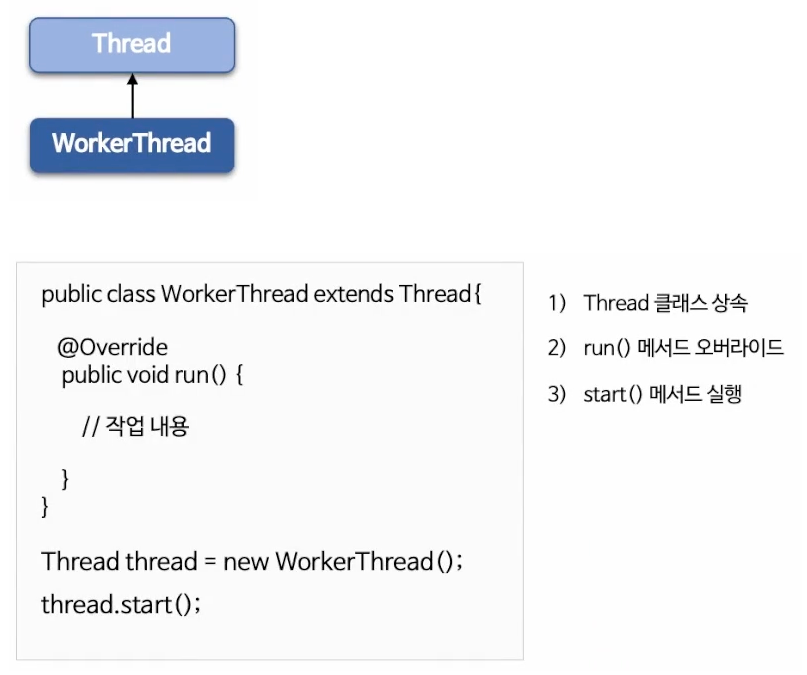 Thread
WorkerThread
public class WorkerThread extends Thread{
@Override
public void run() {
// 작업 내용
}
}
Thread thread = new WorkerThread();
thread.start();
1) Thread 클래스 상속
2) run() 메서드 오버라이드
3) start() 메서드 실행